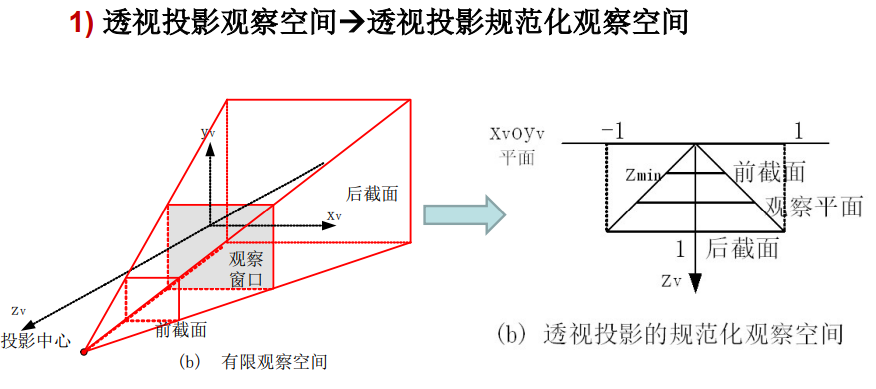 1) 透视投影观察空间→透视投影规范化观察空间
yv
xv
zv
后截面
观察
窗口
前截面
投影中心
(b) 有限观察空间
xvoyv
平面
-1
1
Zmin
前截面
观察平面
1
后截面
Zv
(b) 透视投影的规范化观察空间